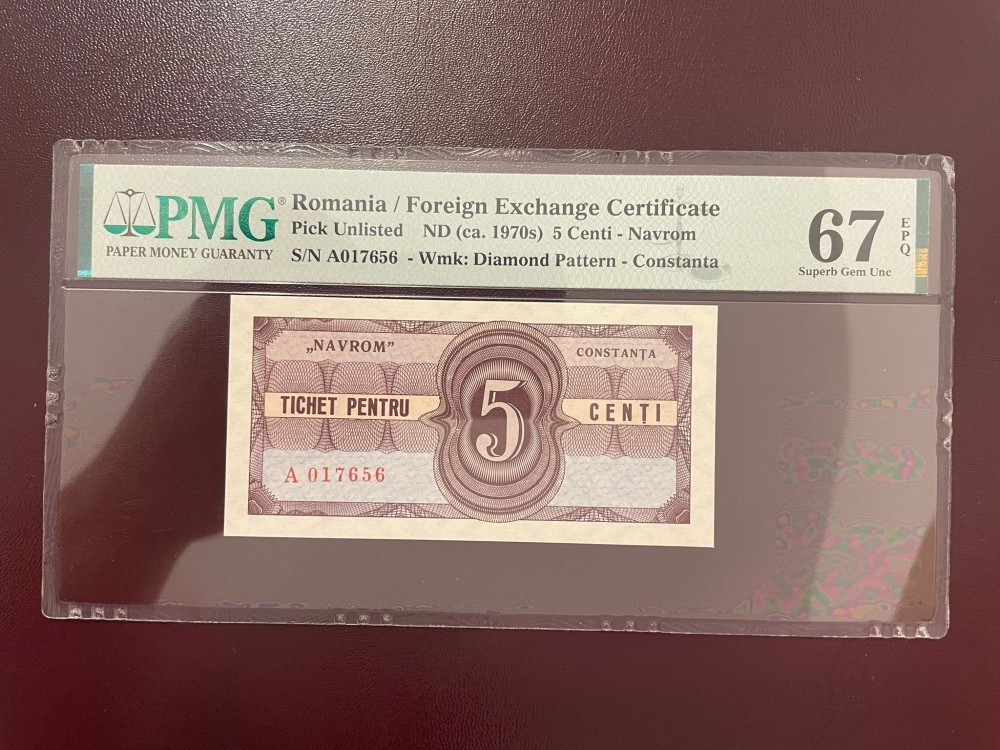 PMG®
PAPER MONEY GUARANTY
Romania / Foreign Exchange Certificate
Pick Unlisted ND (ca. 1970s) 5 Centi - Navrom
S/N A017656 - Wmk: Diamond Pattern - Constanta
67
EPQ
Superb Gem Unc
„NAVROM”
CONSTANȚA
TICHET PENTRU 5 CENȚI
A 017656